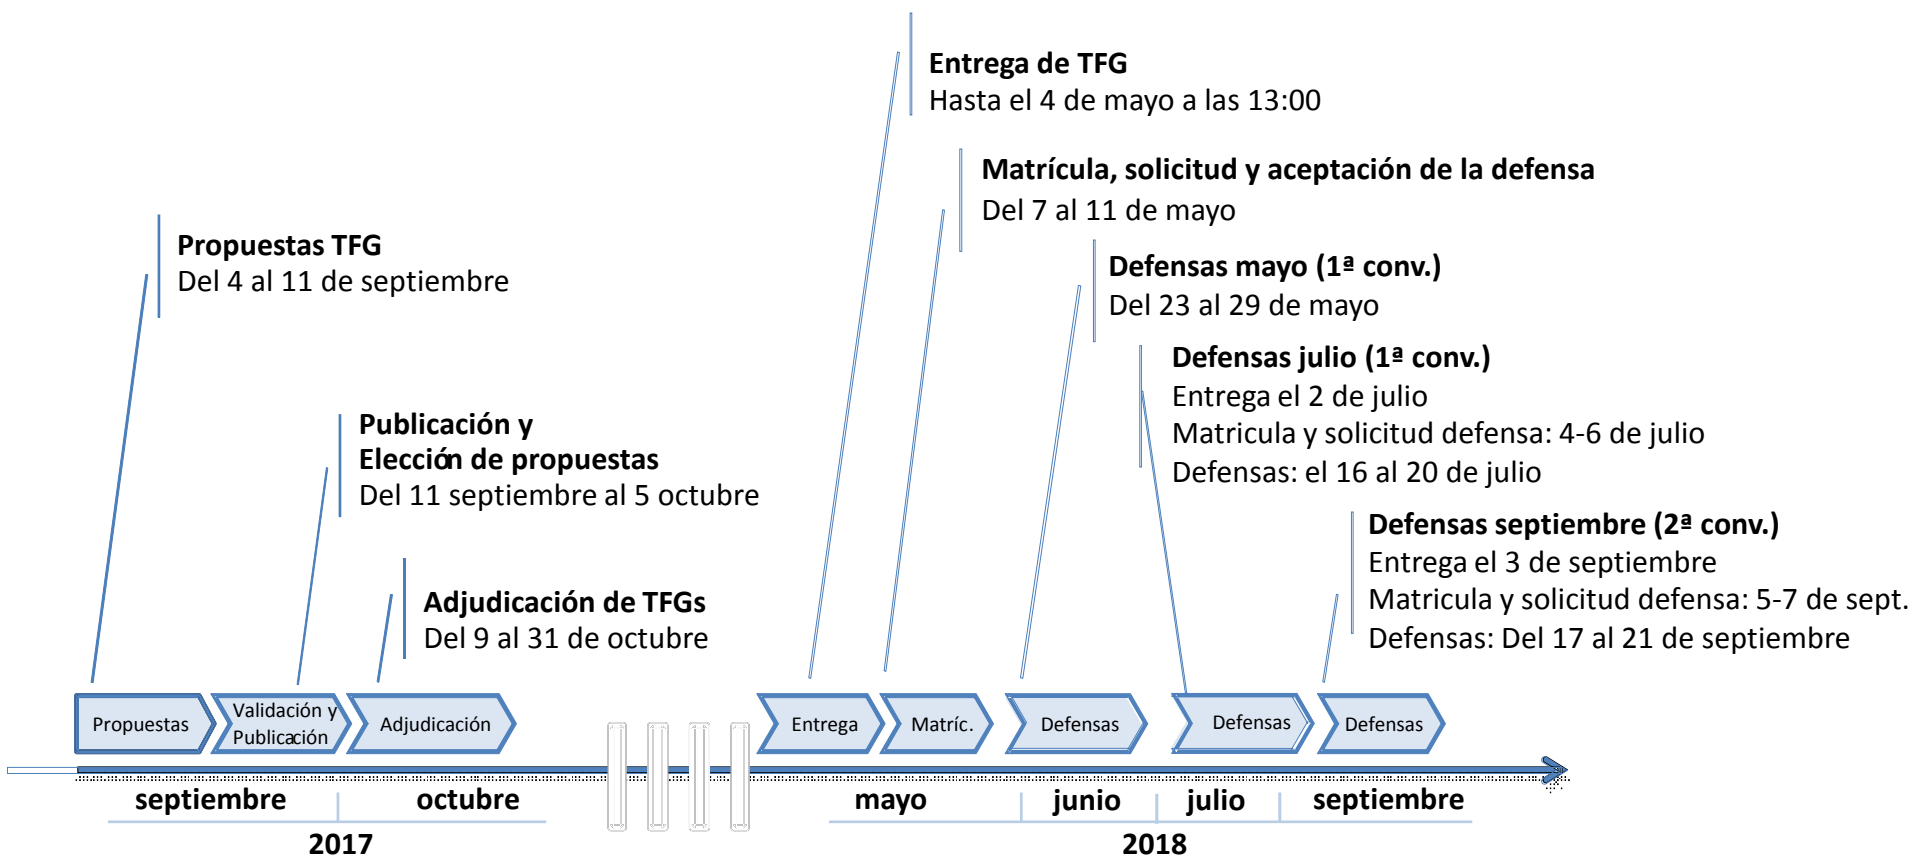 Entrega de TFG
Hasta el 4 de mayo a las 13:00
Matrícula, solicitud y aceptación de la defensa
Del 7 al 11 de mayo
Propuestas TFG
Del 4 al 11 de septiembre
Defensas mayo (1ª conv.)
Del 23 al 29 de mayo
Defensas julio (1ª conv.)
Entrega el 2 de julio
Matricula y solicitud defensa: 4-6 de julio
Defensas: el 16 al 20 de julio
Publicación y
Elección de propuestas
Del 11 septiembre al 5 octubre
Defensas septiembre (2ª conv.)
Entrega el 3 de septiembre
Matricula y solicitud defensa: 5-7 de sept.
Defensas: Del 17 al 21 de septiembre
Adjudicación de TFGs
Del 9 al 31 de octubre
Propuestas
Validación y
Publicación
Adjudicación
Entrega
Matríc.
Defensas
Defensas
Defensas
septiembre
octubre
mayo
junio
julio
septiembre
2017
2018